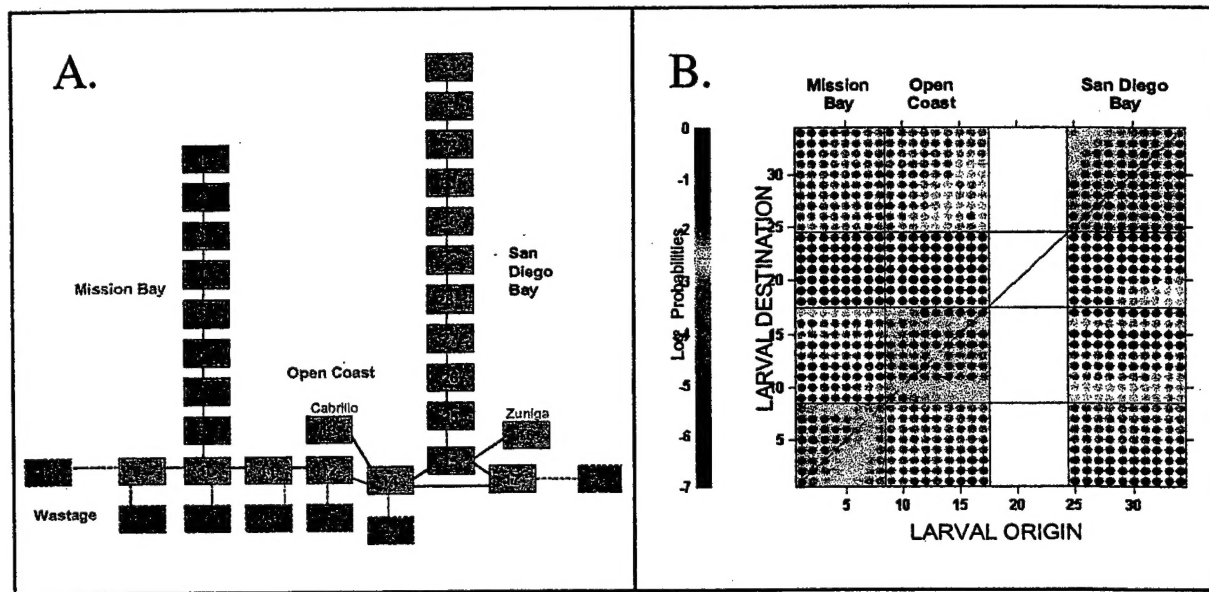 A.
Mission Bay
San
Diego
Bay
Open Coast
Cabrillo
Zuniga
Wastage
B.
Mission
Bay
Open
Coast
San Diego
Bay
0
-1
-2
-3
-4
-5
-6
-7
Log Probabilities
LARVAL DESTINATION
30
25
20
15
10
5
5
10
15
20
25
30
LARVAL ORIGIN